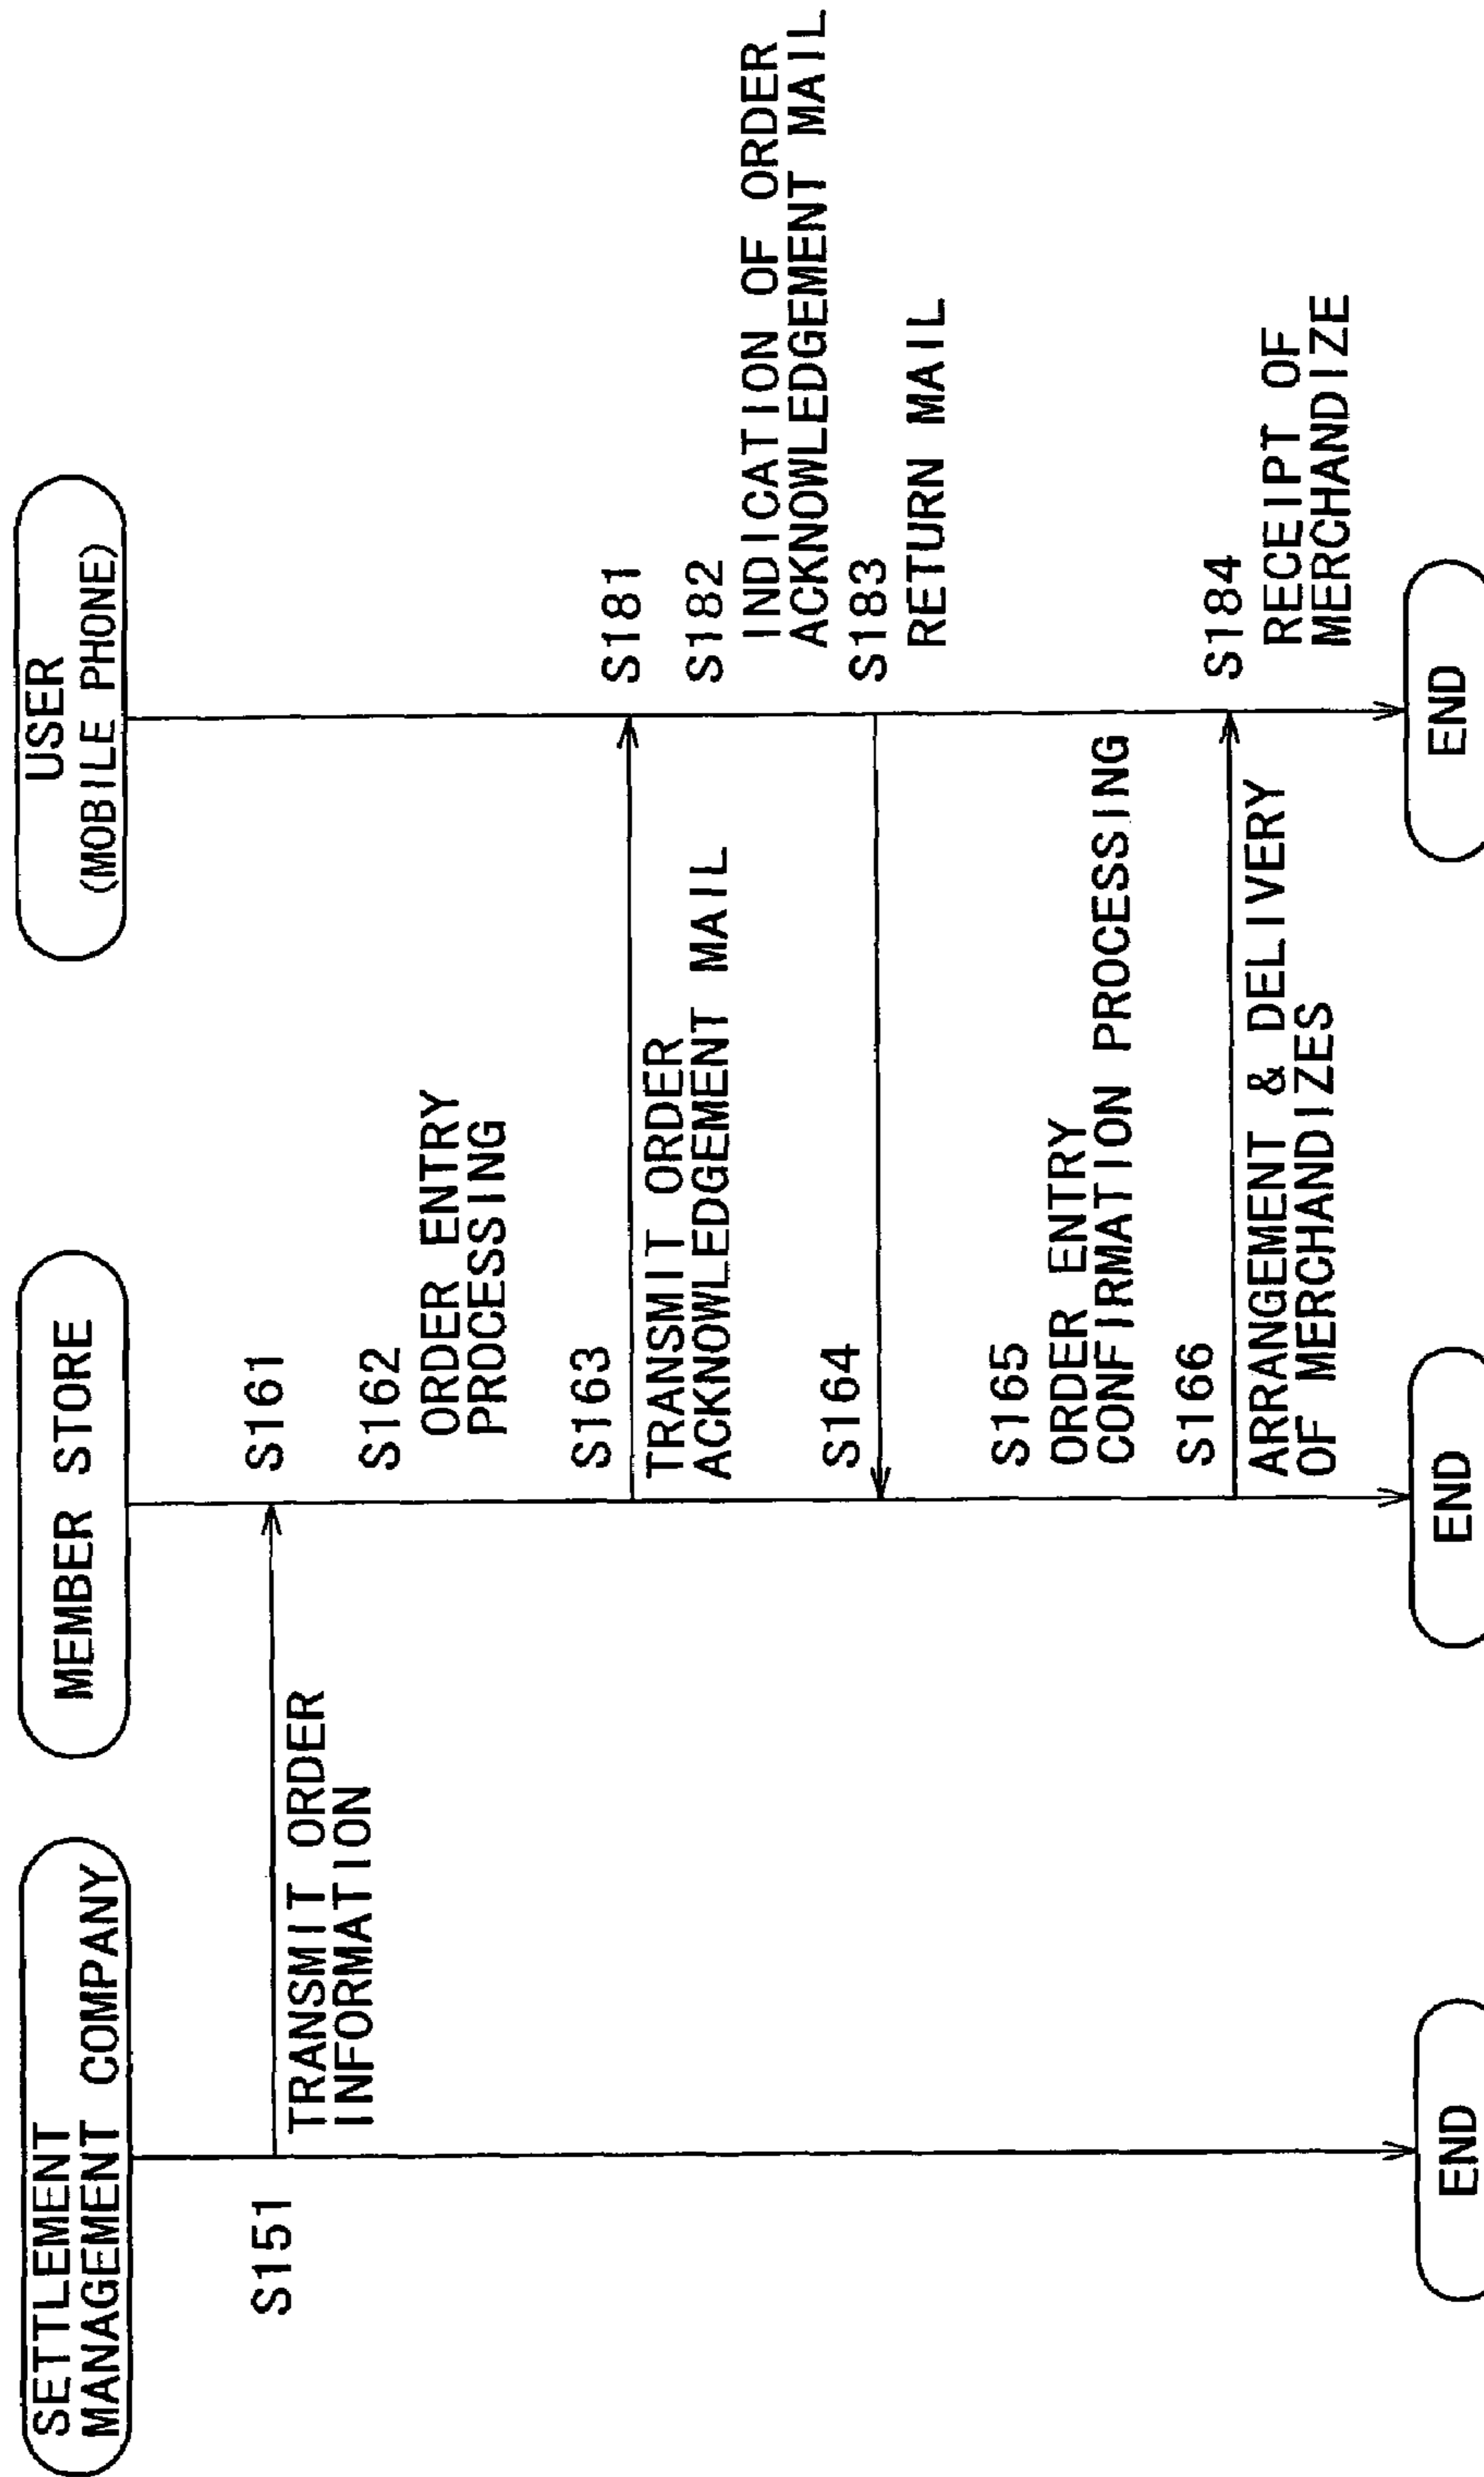 SETTLEMENT
MANAGEMENT COMPANY
MEMBER STORE
USER
(MOBILE PHONE)
S151
TRANSMIT ORDER
INFORMATION
S161
S162
ORDER ENTRY
PROCESSING
S163
TRANSMIT ORDER
ACKNOWLEDGEMENT MAIL
S181
S182
INDICATION OF ORDER
ACKNOWLEDGEMENT MAIL
S183
RETURN MAIL
S164
S165
ORDER ENTRY
CONFIRMATION PROCESSING
S166
ARRANGEMENT & DELIVERY
OF MERCHANDIZES
S184
RECEIPT OF
MERCHANDIZE
END
END
END